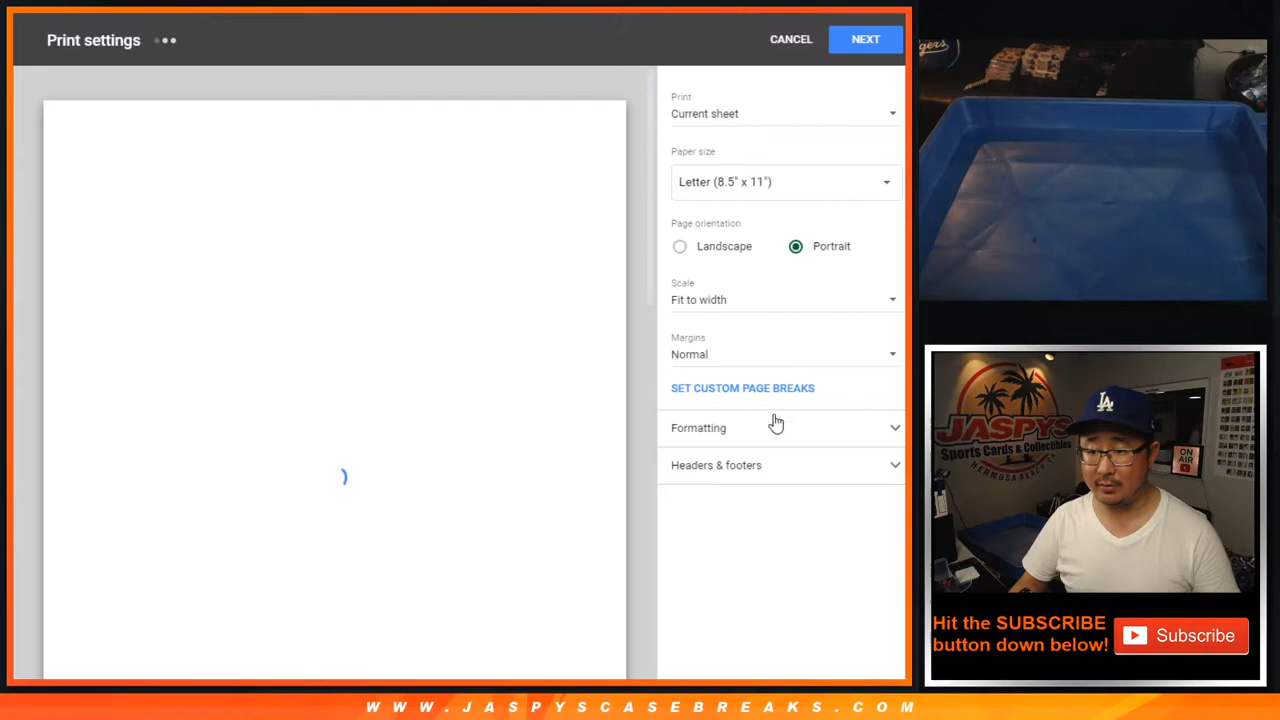 Print settings
CANCEL
NEXT
Print
Current sheet
Paper size
Letter (8.5" x 11")
Page orientation
Landscape
Portrait
Scale
Fit to width
Margins
Normal
SET CUSTOM PAGE BREAKS
Formatting
Headers & footers
gers
LA
JASPYS
Sports Cards & Collectibles
HERMOSA BEACH, CA
ON
AIR
Hit the SUBSCRIBE
button down below!
Subscribe
WWW.JASPYSCASEBREAKS.COM